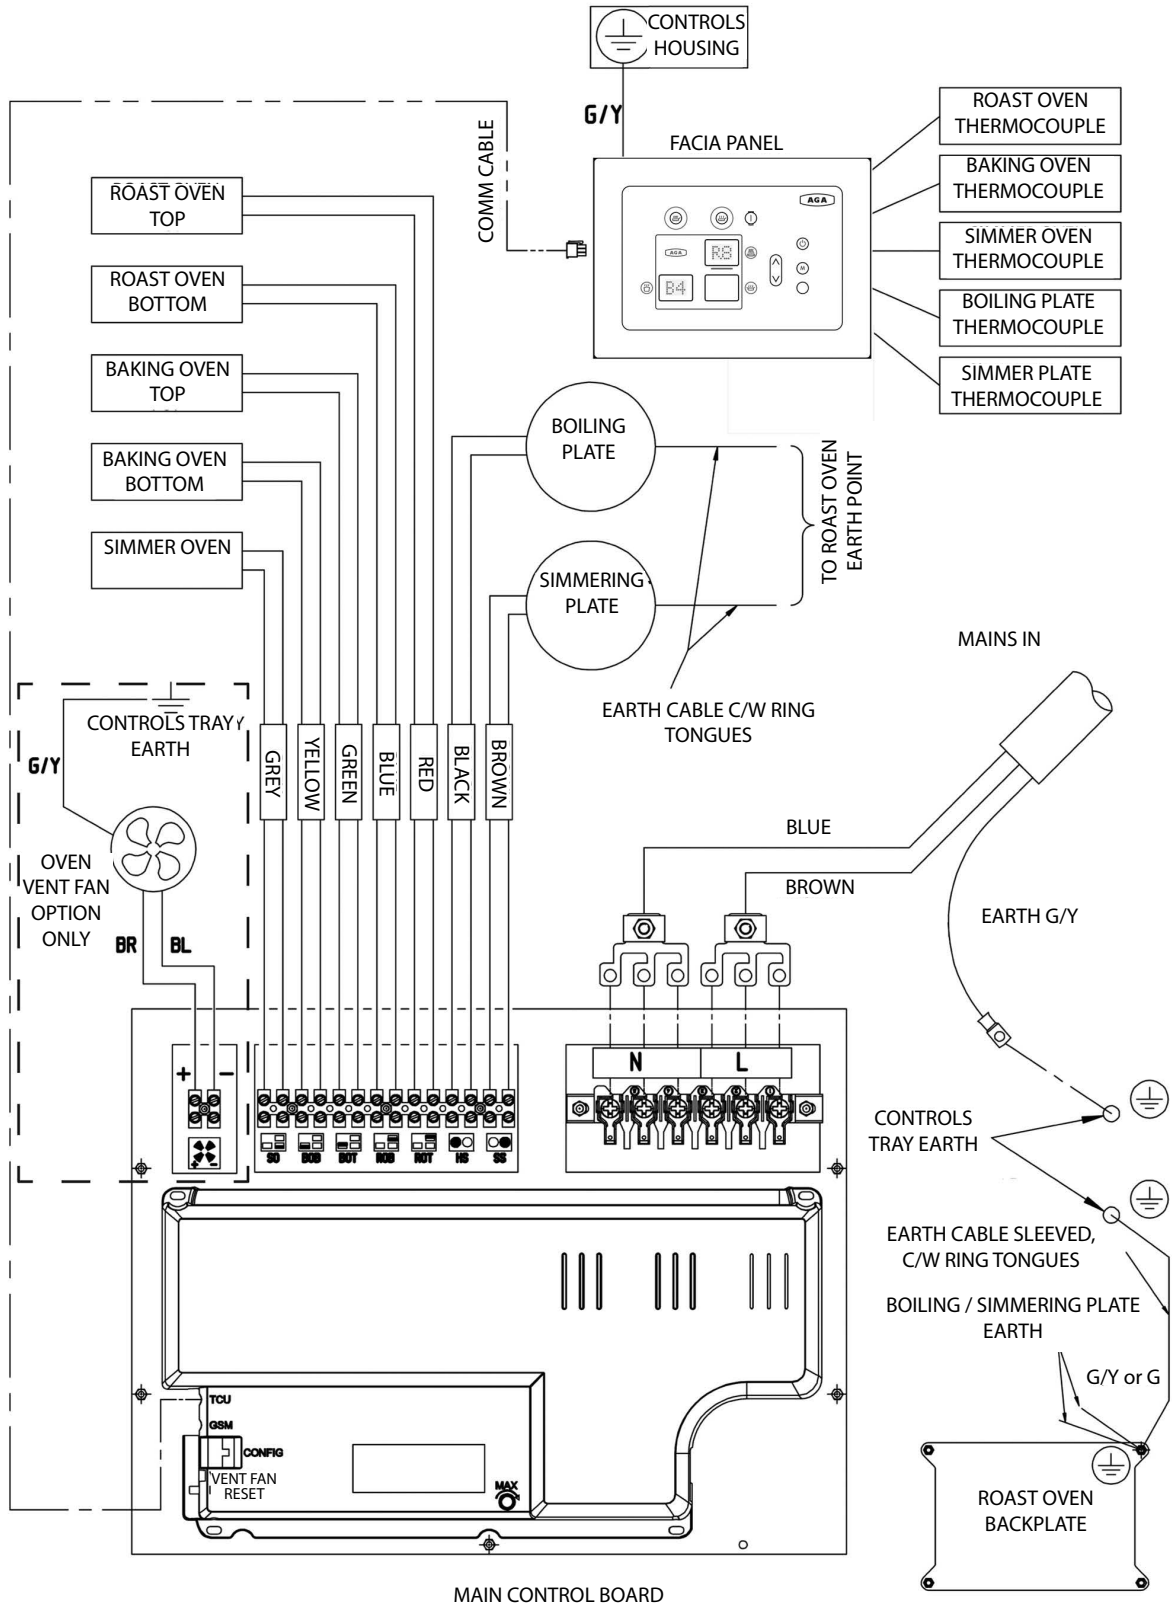 CONTROLS
HOUSING
G/Y
COMM CABLE
FACIA PANEL
AGA
AGA
R8
B4
M
ROAST OVEN
THERMOCOUPLE
BAKING OVEN
THERMOCOUPLE
SIMMER OVEN
THERMOCOUPLE
BOILING PLATE
THERMOCOUPLE
SIMMER PLATE
THERMOCOUPLE
ROAST OVEN
TOP
ROAST OVEN
BOTTOM
BAKING OVEN
TOP
BAKING OVEN
BOTTOM
SIMMER OVEN
BOILING
PLATE
SIMMERING
PLATE
TO ROAST OVEN
EARTH POINT
EARTH CABLE C/W RING
TONGUES
MAINS IN
CONTROLS TRAY
EARTH
G/Y
OVEN
VENT FAN
OPTION
ONLY
BR
BL
GREY
YELLOW
GREEN
BLUE
RED
BLACK
BROWN
BLUE
BROWN
EARTH G/Y
+
−
N
L
SO
BOB
BOT
ROB
ROT
HS
SS
+
-
CONTROLS
TRAY EARTH
EARTH CABLE SLEEVED,
C/W RING TONGUES
BOILING / SIMMERING PLATE
EARTH
G/Y or G
TCU
GSM
CONFIG
VENT FAN
RESET
MAX
ROAST OVEN
BACKPLATE
MAIN CONTROL BOARD